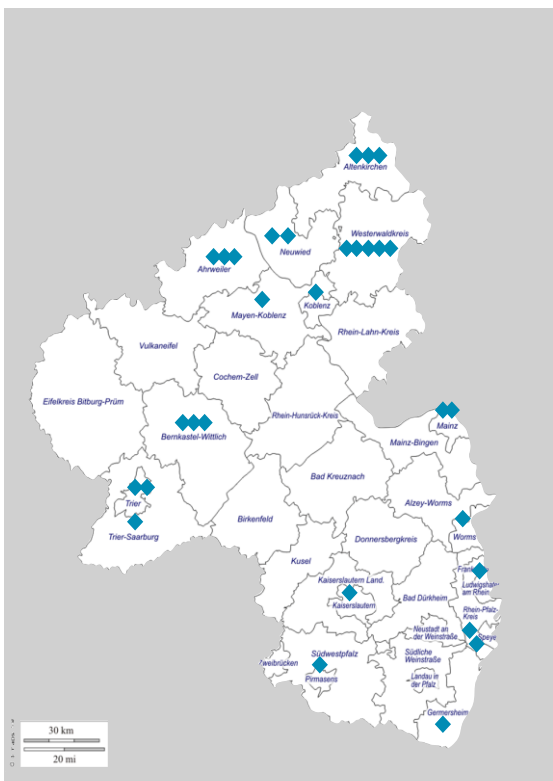 Altenkirchen
Westerwaldkreis
Neuwied
Ahrweiler
Koblenz
Mayen-Koblenz
Rhein-Lahn-Kreis
Vulkaneifel
Cochem-Zell
Eifelkreis Bitburg-Prüm
Rhein-Hunsrück-Kreis
Mainz
Bernkastel-Wittlich
Mainz-Bingen
Bad Kreuznach
Trier
Alzey-Worms
Birkenfeld
Trier-Saarburg
Worms
Donnersbergkreis
Kusel
Kaiserslautern Land.
Ludwigsha
am Rhein
Bad Dürkheim
Kaiserslautern
Rhein-Pfalz-
Kreis
Neustadt an
der Weinstraße
Speye
Südwestpfalz
Südliche
Weinstraße
Zweibrücken
Pirmasens
Landau in
der Pfalz
Germersheim
30 km
20 mi